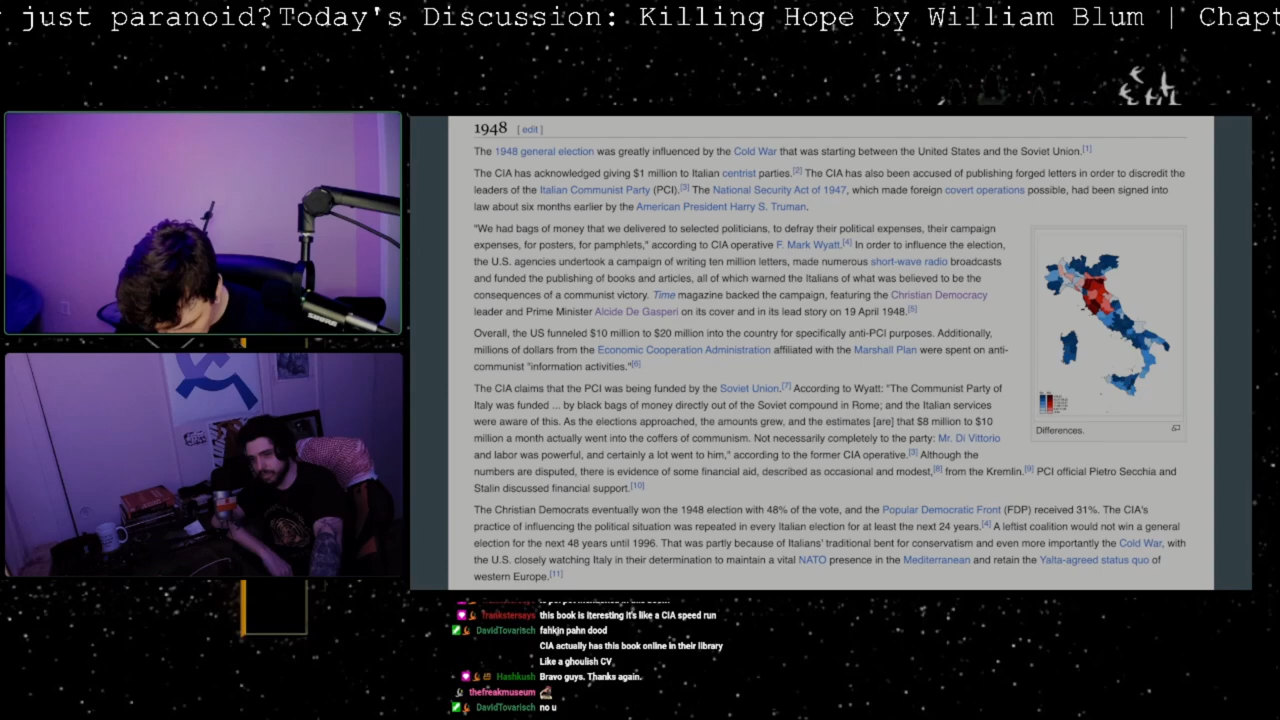 just paranoid?Today's Discussion: Killing Hope by William Blum | Chapt
1948 [ edit ]
The 1948 general election was greatly influenced by the Cold War that was starting between the United States and the Soviet Union.[1]
The CIA has acknowledged giving $1 million to Italian centrist parties.[2] The CIA has also been accused of publishing forged letters in order to discredit the
leaders of the Italian Communist Party (PCI).[3] The National Security Act of 1947, which made foreign covert operations possible, had been signed into
law about six months earlier by the American President Harry S. Truman.
"We had bags of money that we delivered to selected politicians, to defray their political expenses, their campaign
expenses, for posters, for pamphlets," according to CIA operative F. Mark Wyatt.[4] In order to influence the election,
the U.S. agencies undertook a campaign of writing ten million letters, made numerous short-wave radio broadcasts
and funded the publishing of books and articles, all of which warned the Italians of what was believed to be the
consequences of a communist victory. Time magazine backed the campaign, featuring the Christian Democracy
leader and Prime Minister Alcide De Gasperi on its cover and in its lead story on 19 April 1948.[5]
Overall, the US funneled $10 million to $20 million into the country for specifically anti-PCI purposes. Additionally,
millions of dollars from the Economic Cooperation Administration affiliated with the Marshall Plan were spent on anti-
communist "information activities."[6]
The CIA claims that the PCI was being funded by the Soviet Union.[7] According to Wyatt: "The Communist Party of
Italy was funded ... by black bags of money directly out of the Soviet compound in Rome; and the Italian services
were aware of this. As the elections approached, the amounts grew, and the estimates [are] that $8 million to $10
million a month actually went into the coffers of communism. Not necessarily completely to the party: Mr. Di Vittorio
and labor was powerful, and certainly a lot went to him," according to the former CIA operative.[3] Although the
numbers are disputed, there is evidence of some financial aid, described as occasional and modest,[8] from the Kremlin.[9] PCI official Pietro Secchia and
Stalin discussed financial support.[10]
Differences.
The Christian Democrats eventually won the 1948 election with 48% of the vote, and the Popular Democratic Front (FDP) received 31%. The CIA's
practice of influencing the political situation was repeated in every Italian election for at least the next 24 years.[4] A leftist coalition would not win a general
election for the next 48 years until 1996. That was partly because of Italians' traditional bent for conservatism and even more importantly the Cold War, with
the U.S. closely watching Italy in their determination to maintain a vital NATO presence in the Mediterranean and retain the Yalta-agreed status quo of
western Europe.[11]
Trankstersays this book is iteresting it's like a CIA speed run
DavidTovarisch fahkin pahn dood
CIA actually has this book online in their library
Like a ghoulish CV
Hashkush Bravo guys. Thanks again.
thefreakmuseum
DavidTovarisch no u
SHURE